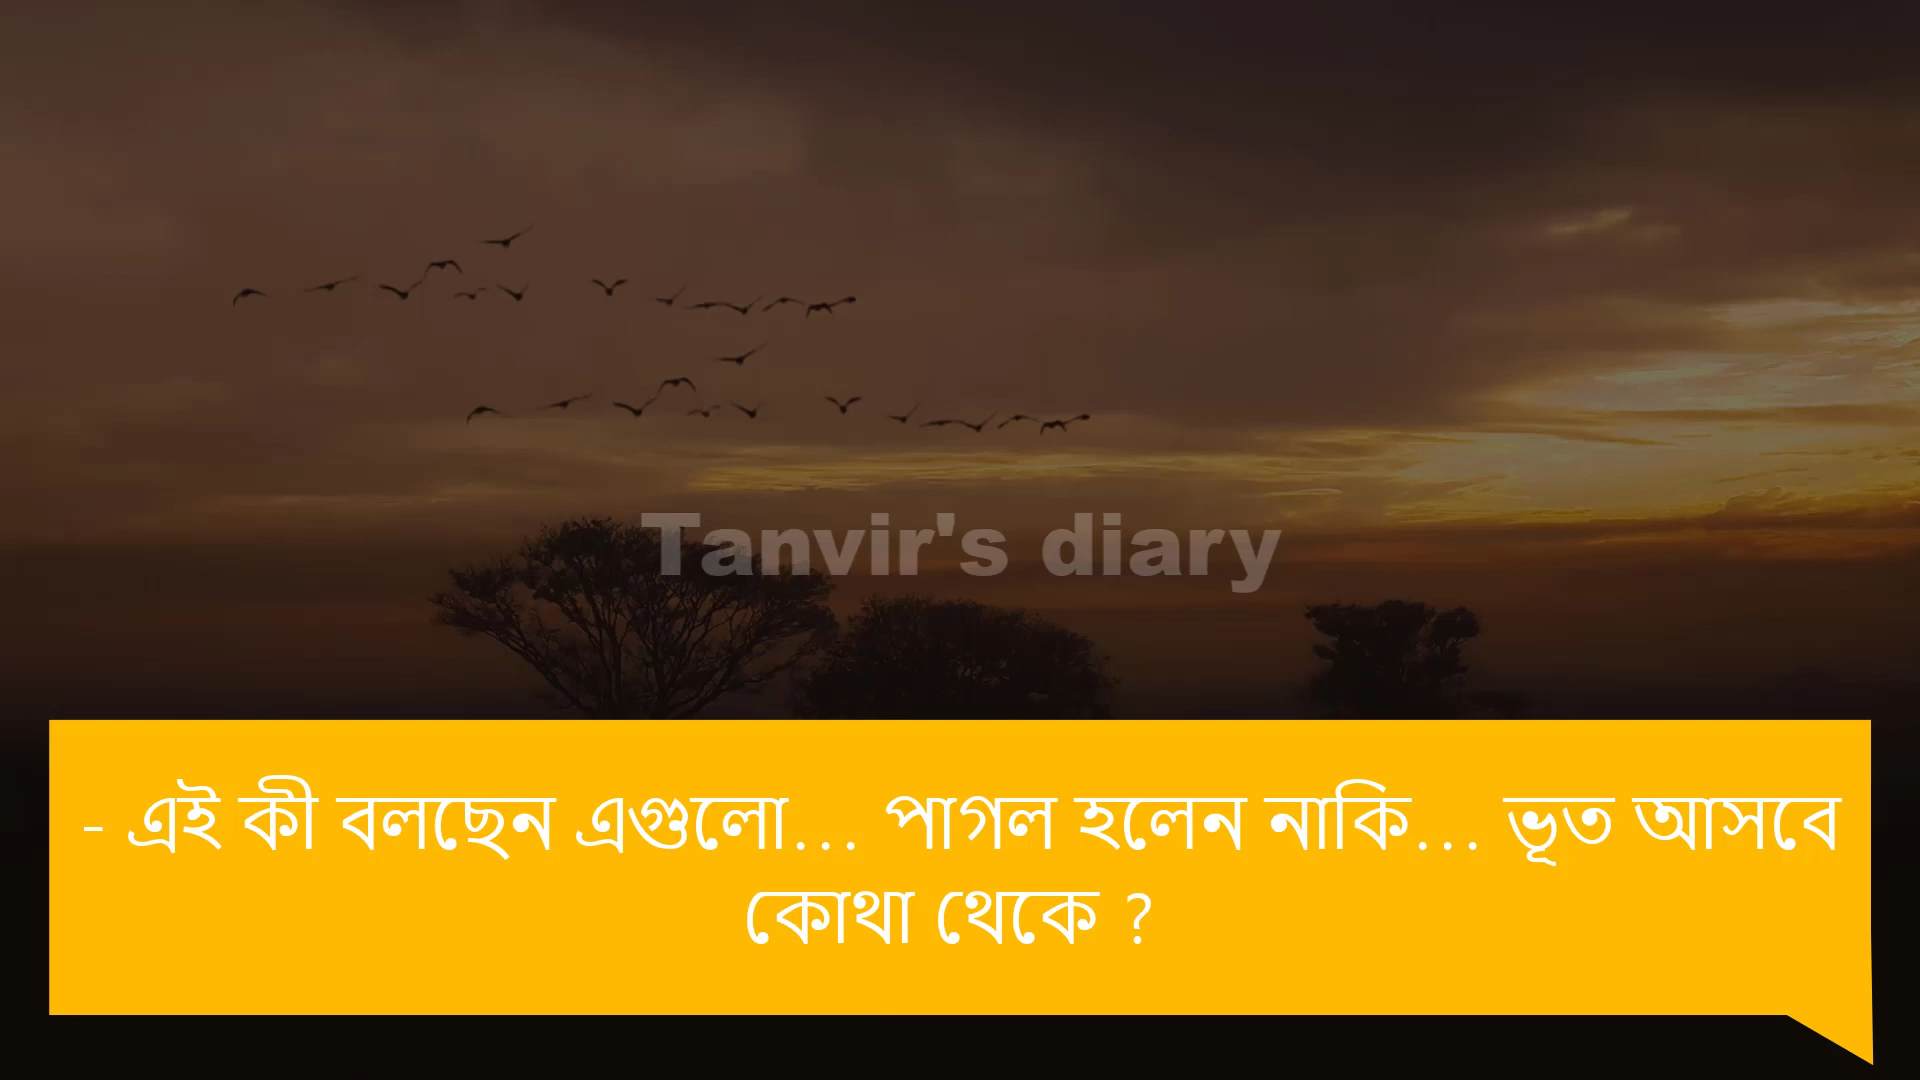 Tanvir's diary
- এই কী বলছেন এগুলো... পাগল হলেন নাকি... ভূত আসবে
কোথা থেকে ?